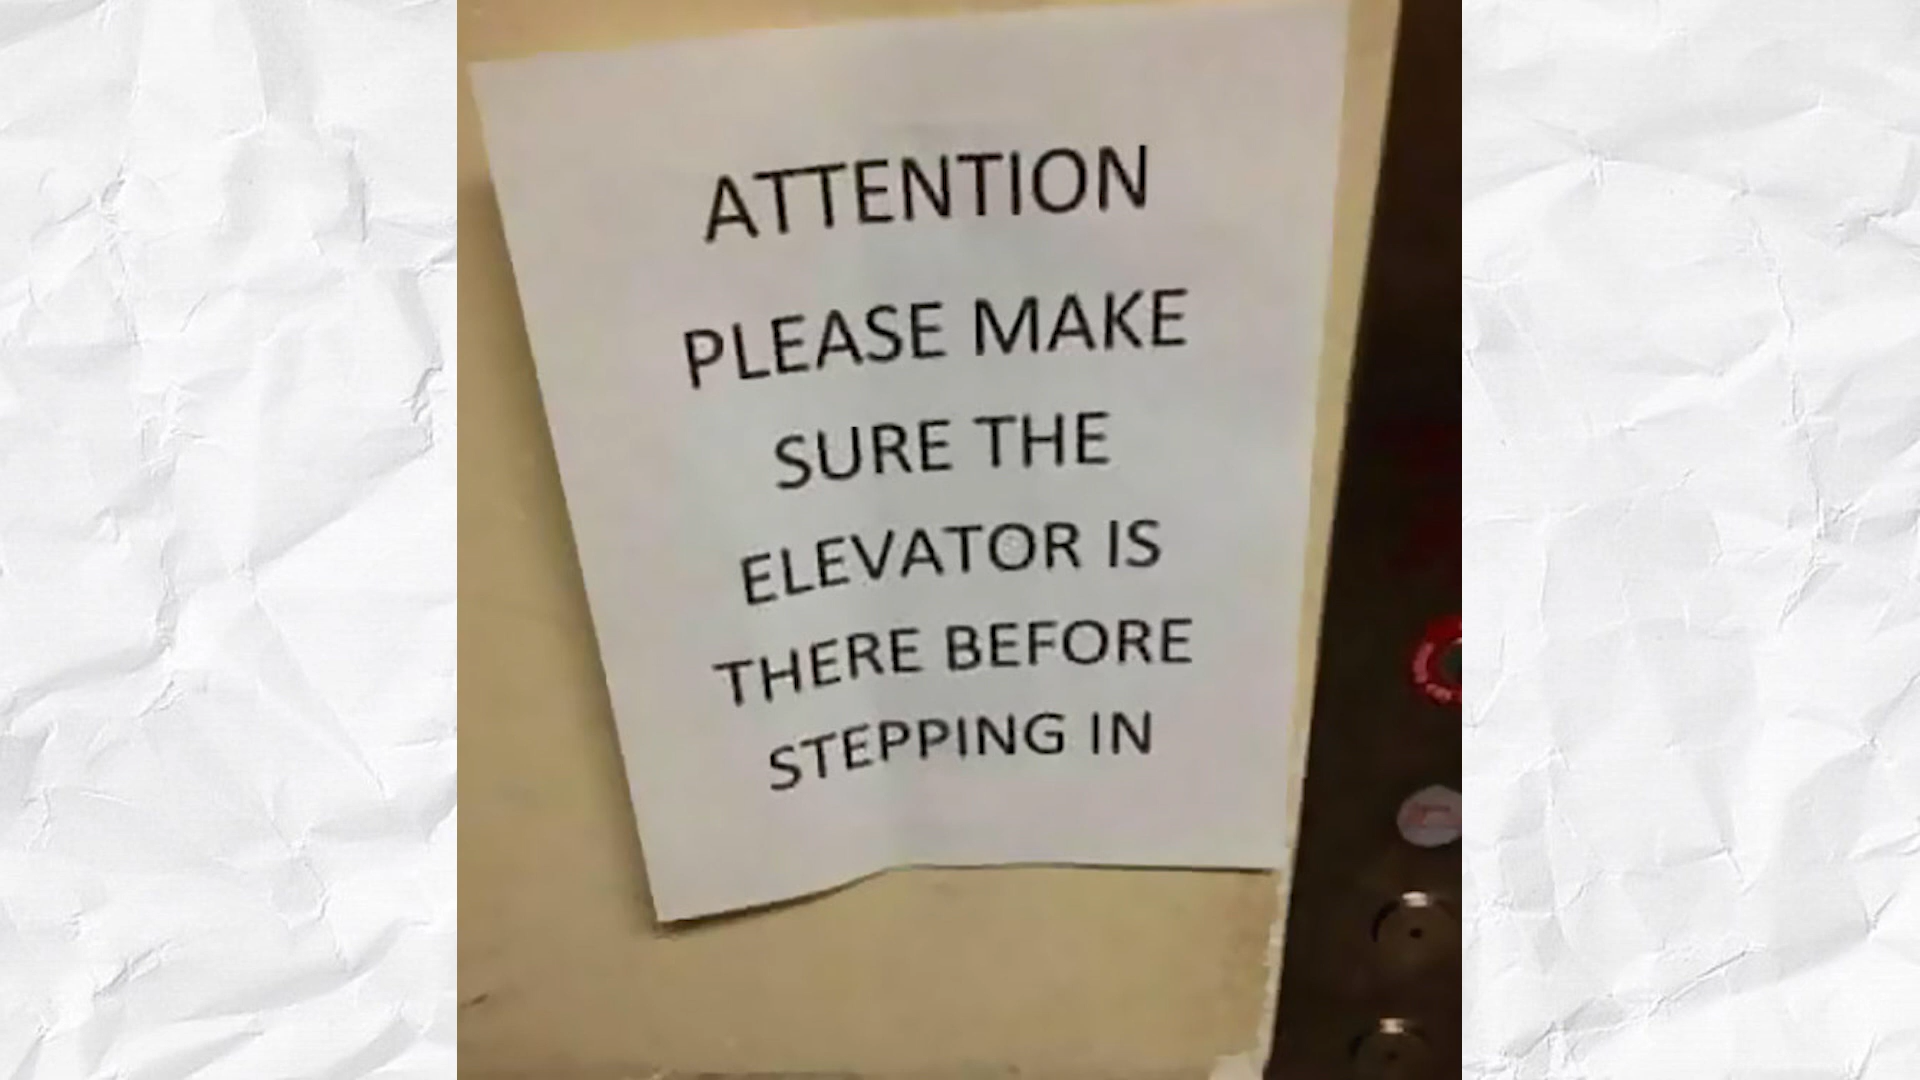 ATTENTION
PLEASE MAKE
SURE THE
ELEVATOR IS
THERE BEFORE
STEPPING IN